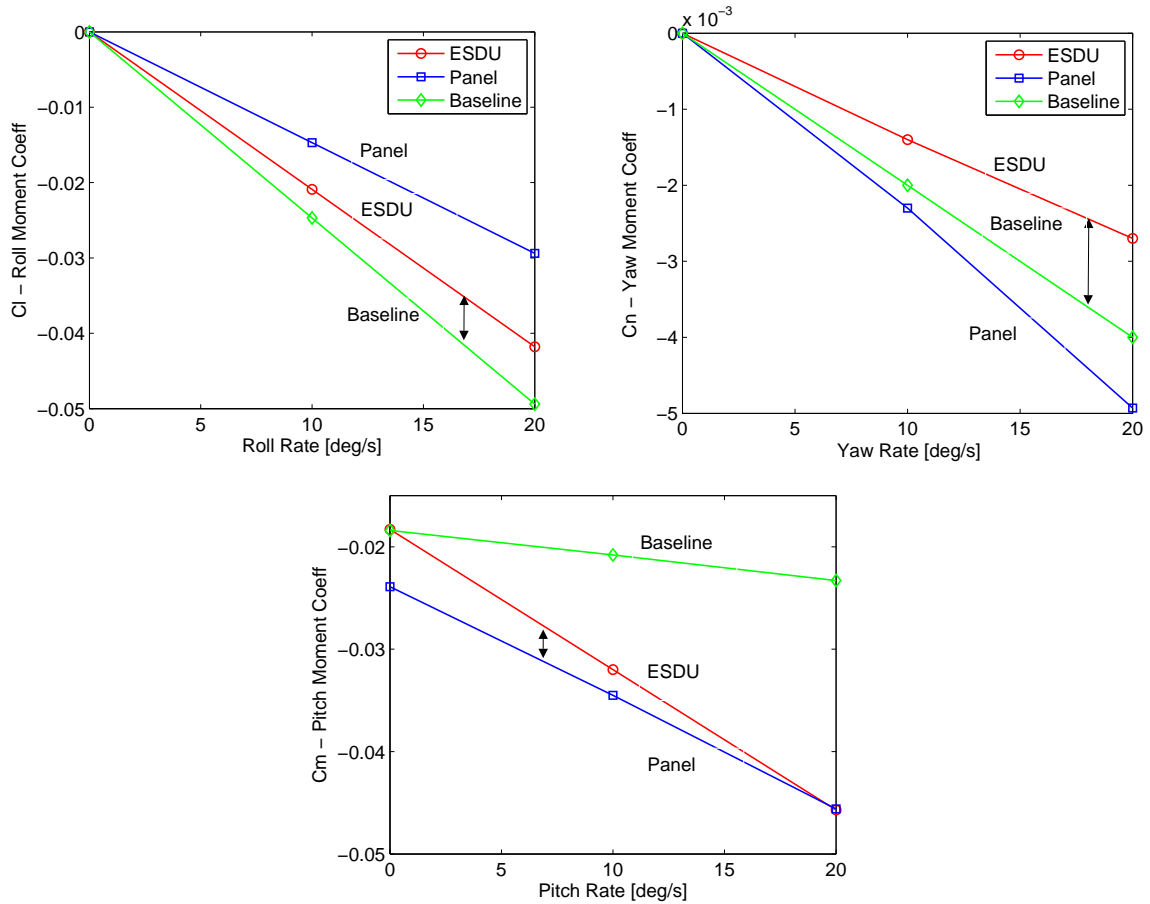 0
−0.01
−0.02
−0.03
−0.04
−0.05
Cl − Roll Moment Coeff
ESDU
Panel
Baseline
Panel
ESDU
Baseline
0
5
10
15
20
Roll Rate [deg/s]
x 10−3
0
−1
−2
−3
−4
−5
Cn − Yaw Moment Coeff
ESDU
Panel
Baseline
ESDU
Baseline
Panel
0
5
10
15
20
Yaw Rate [deg/s]
−0.02
−0.03
−0.04
−0.05
Cm − Pitch Moment Coeff
Baseline
ESDU
Panel
0
5
10
15
20
Pitch Rate [deg/s]